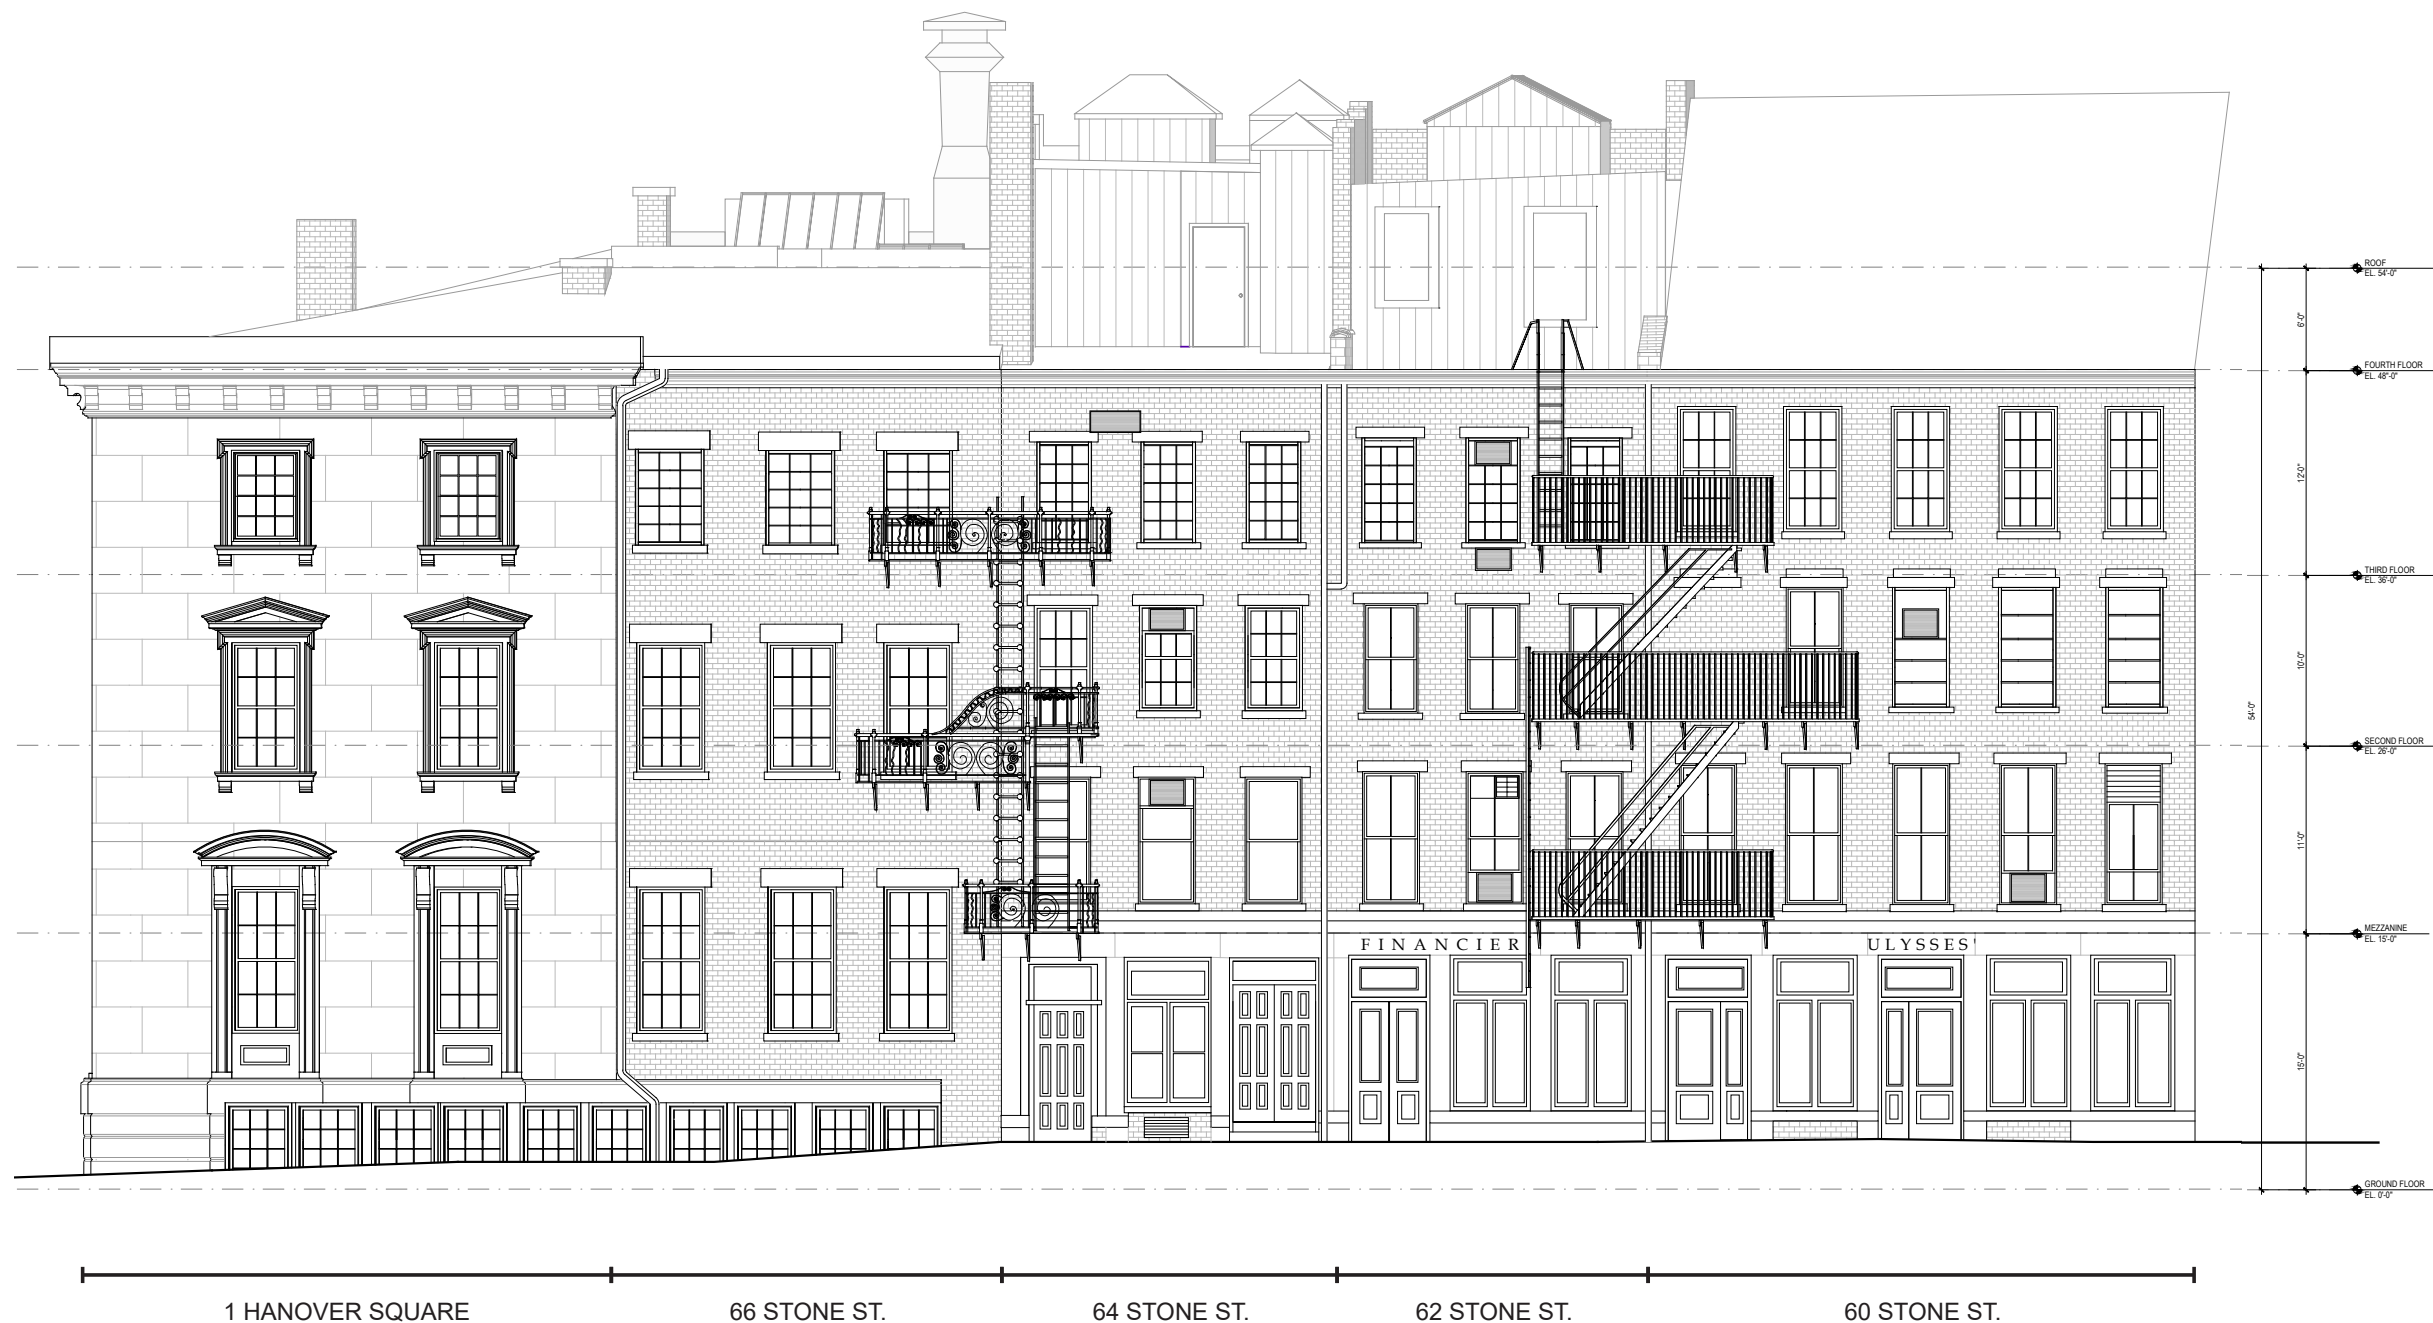 ROOF
EL. 54'-0"
6'-0"
FOURTH FLOOR
EL. 48'-0"
12'-0"
THIRD FLOOR
EL. 36'-0"
10'-0"
54'-0"
SECOND FLOOR
EL. 26'-0"
11'-0"
MEZZANINE
EL. 15'-0"
FINANCIER
ULYSSES'
15'-0"
GROUND FLOOR
EL. 0'-0"
1 HANOVER SQUARE
66 STONE ST.
64 STONE ST.
62 STONE ST.
60 STONE ST.